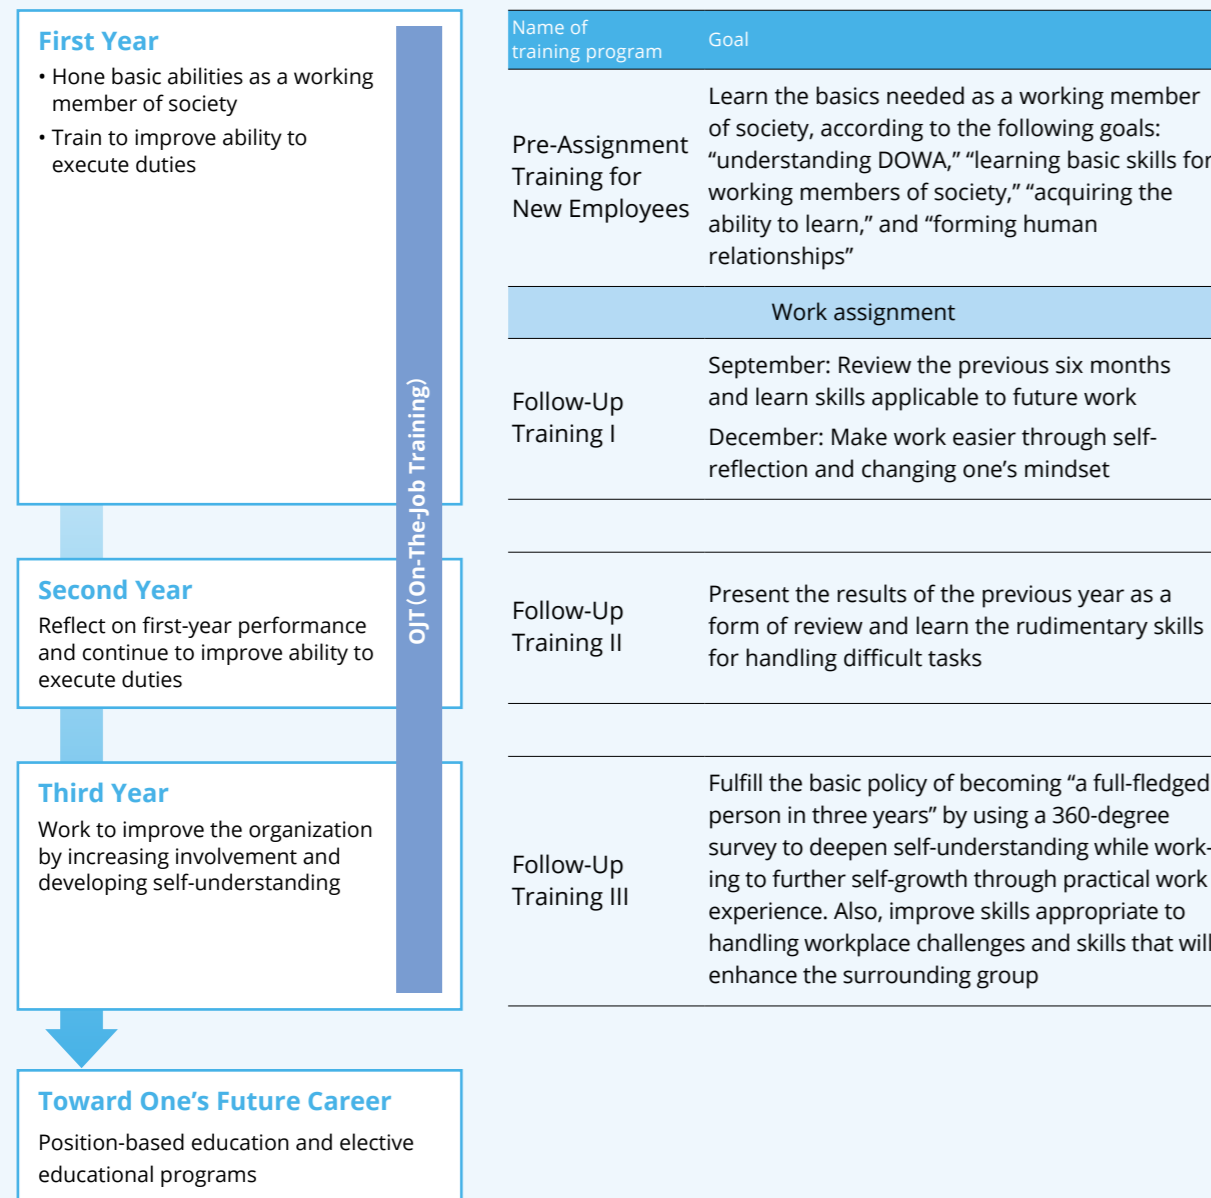 First Year
• Hone basic abilities as a working
member of society
• Train to improve ability to
execute duties
OJT (On-The-Job Training)
Second Year
Reflect on first-year performance
and continue to improve ability to
execute duties
Third Year
Work to improve the organization
by increasing involvement and
developing self-understanding
Toward One’s Future Career
Position-based education and elective
educational programs
Name of
training program
Goal
Pre-Assignment
Training for
New Employees
Learn the basics needed as a working member
of society, according to the following goals:
“understanding DOWA,” “learning basic skills for
working members of society,” “acquiring the
ability to learn,” and “forming human
relationships”
Work assignment
Follow-Up
Training I
September: Review the previous six months
and learn skills applicable to future work
December: Make work easier through self-
reflection and changing one’s mindset
Follow-Up
Training II
Present the results of the previous year as a
form of review and learn the rudimentary skills
for handling difficult tasks
Follow-Up
Training III
Fulfill the basic policy of becoming “a full-fledged
person in three years” by using a 360-degree
survey to deepen self-understanding while work-
ing to further self-growth through practical work
experience. Also, improve skills appropriate to
handling workplace challenges and skills that will
enhance the surrounding group